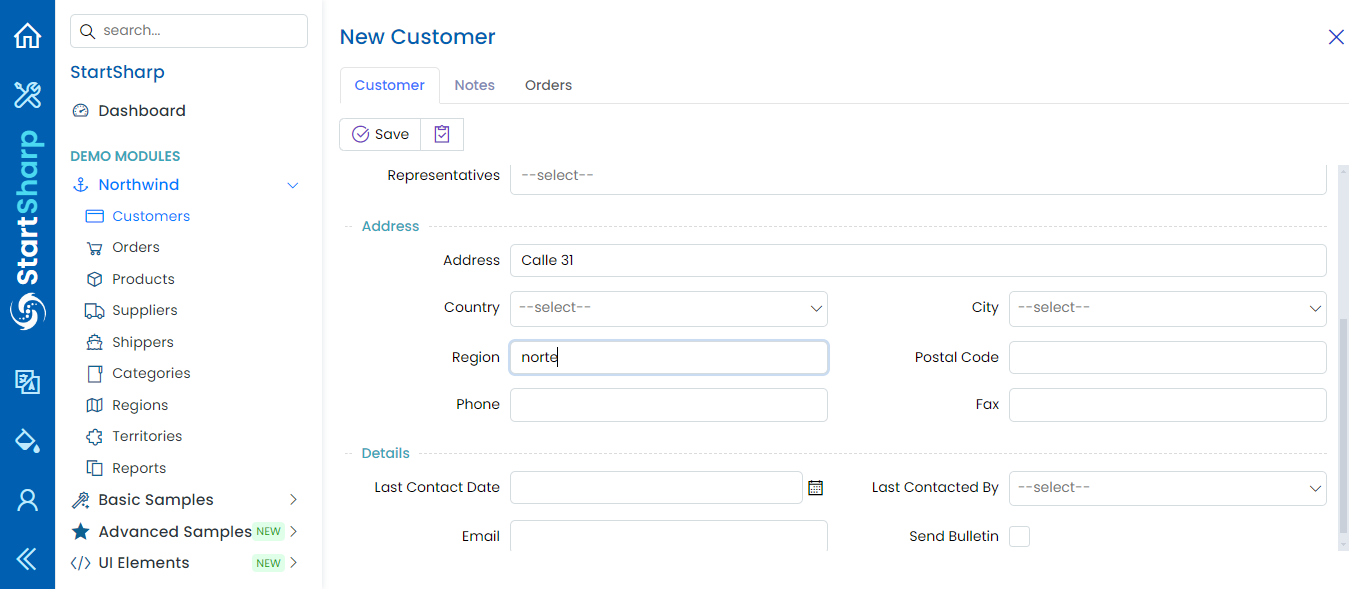 StartSharp
search...
StartSharp
Dashboard
DEMO MODULES
Northwind
Customers
Orders
Products
Suppliers
Shippers
Categories
Regions
Territories
Reports
Basic Samples
Advanced Samples NEW
UI Elements NEW
New Customer
Customer Notes Orders
Save
Representatives --select--
Address
Address Calle 31
Country --select-- City --select--
Region norte Postal Code
Phone Fax
Details
Last Contact Date Last Contacted By --select--
Email Send Bulletin